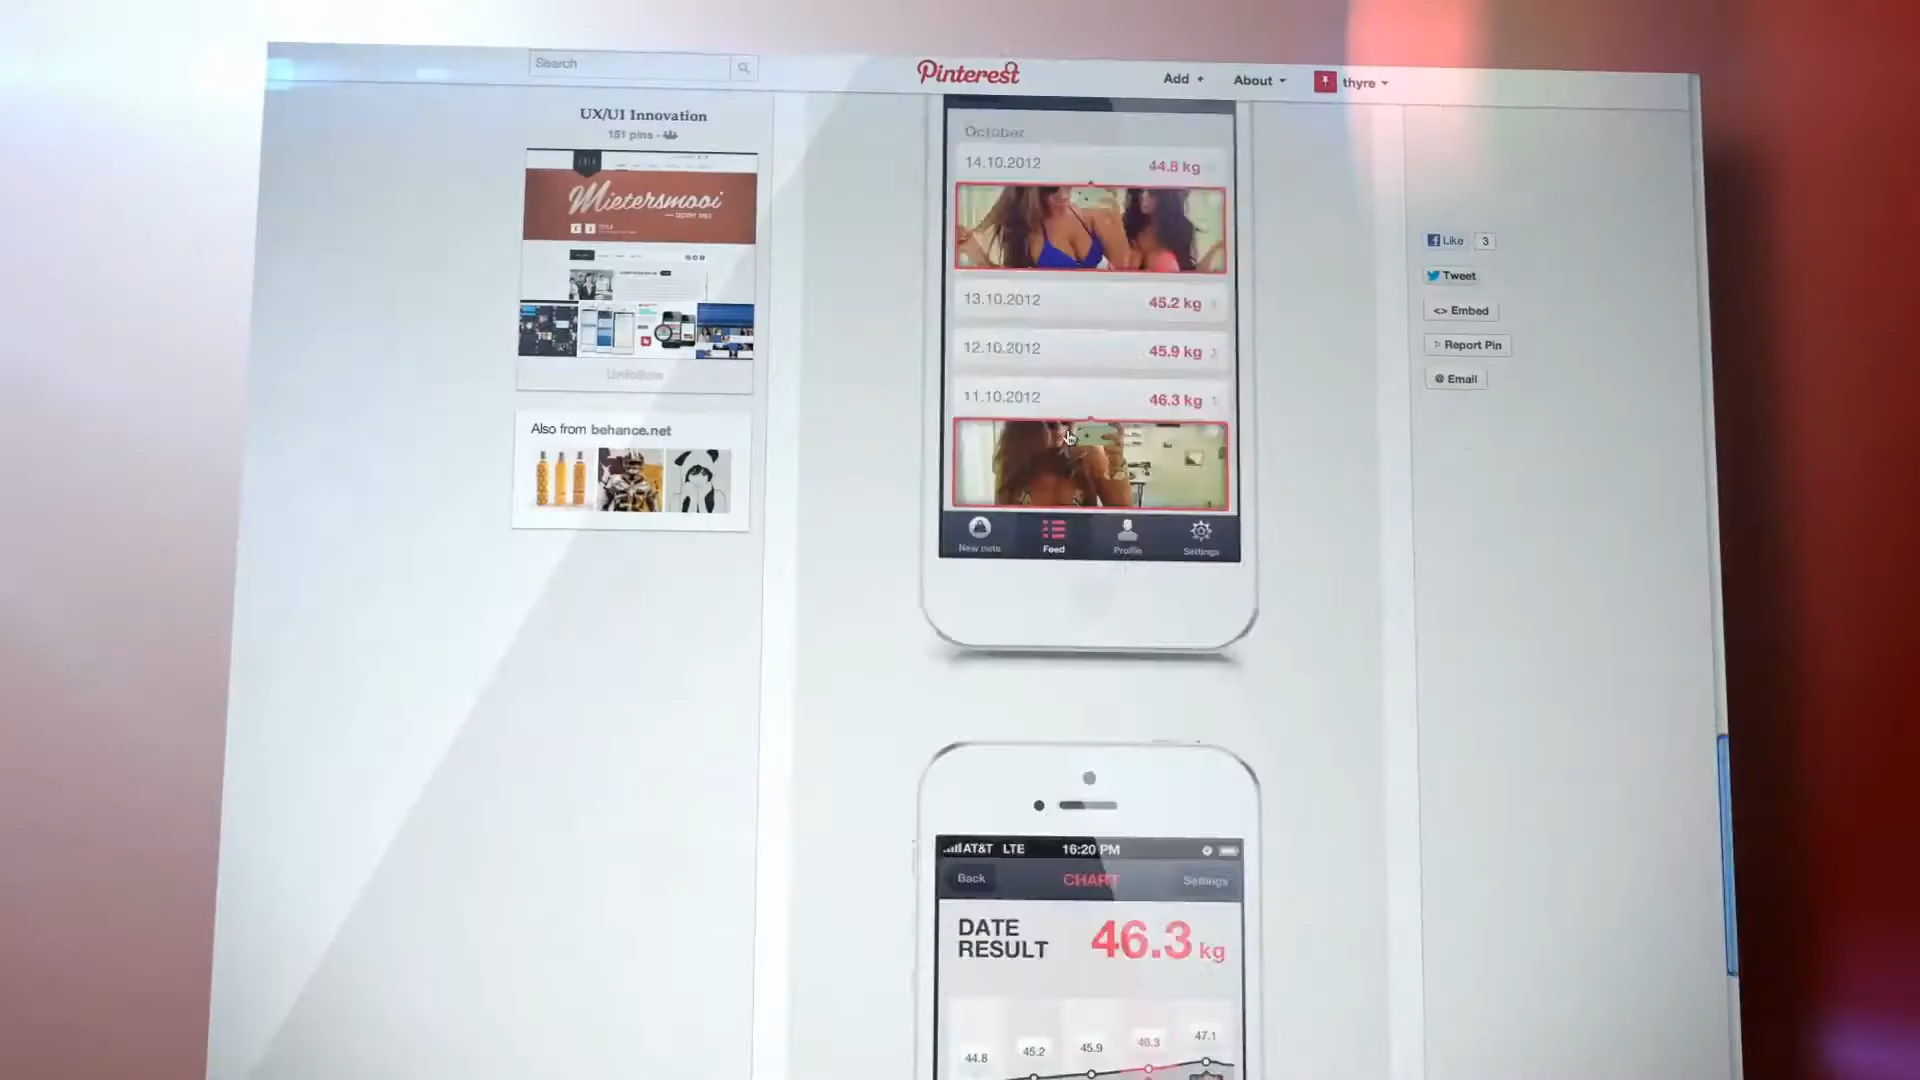 Search
Pinterest
Add +
About
thyre
UX/UI Innovation
151 pins
Mietersmooi
Also from behance.net
October
14.10.2012 44.8 kg
13.10.2012 45.2 kg
12.10.2012 45.9 kg
11.10.2012 46.3 kg
New note
Feed
Profile
Settings
Like 3
Tweet
<> Embed
Report Pin
@ Email
AT&T LTE 16:20 PM
Back CHART Settings
DATE
RESULT
46.3 kg
44.8 45.2 45.9 46.3 47.1